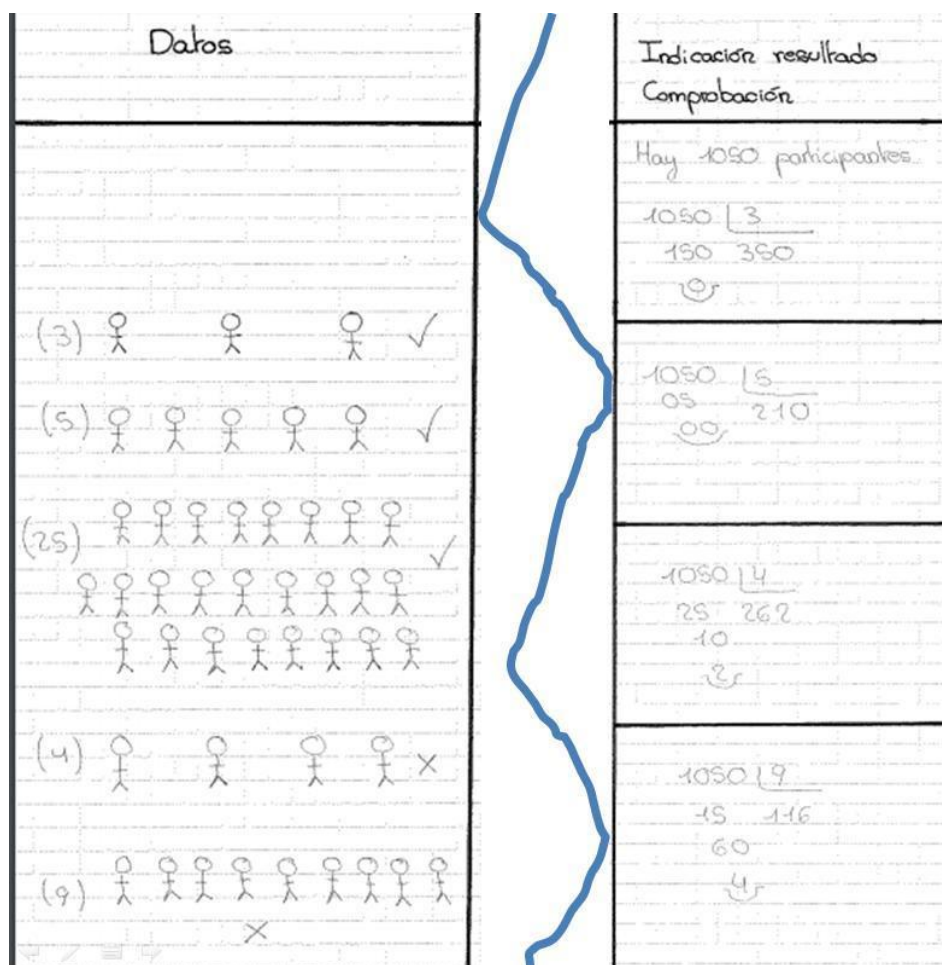 Datos
(3) ✓
(5) ✓
(25) ✓
(4) ×
(9) ×
Indicación resultado
Comprobación
Hay 1050 participantes
1050 | 3
150 350
0
1050 | 5
05 210
00
1050 | 4
25 262
10
2
1050 | 9
15 116
60
4